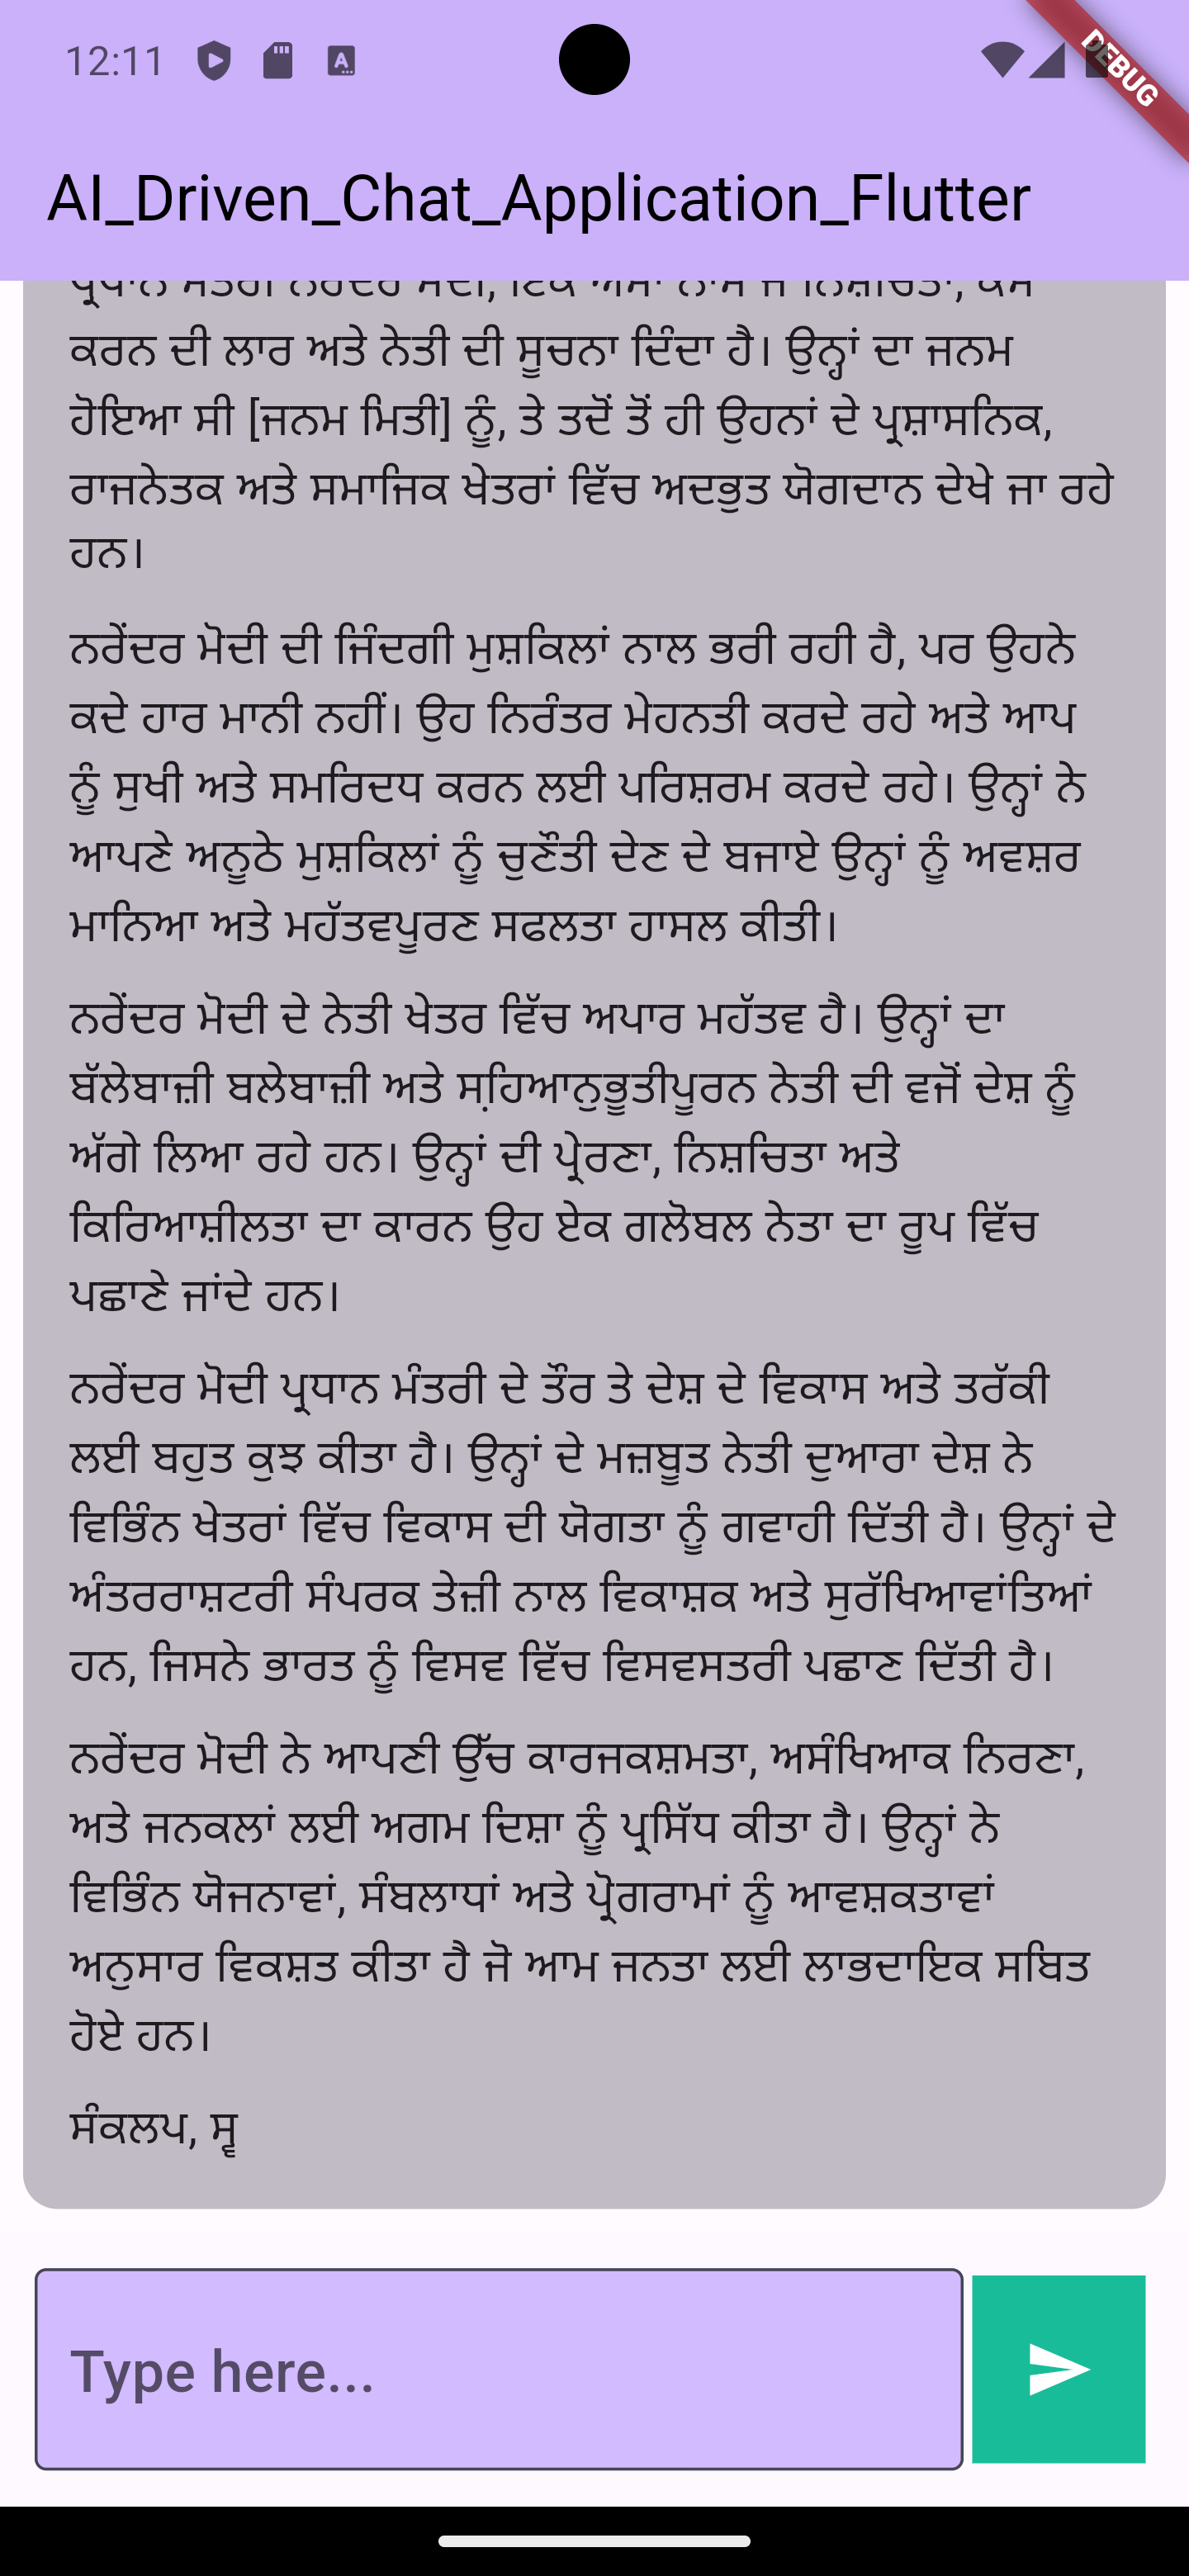 12:11
DEBUG
AI_Driven_Chat_Application_Flutter
ਕਰਨ ਦੀ ਲਾਰ ਅਤੇ ਨੇਤੀ ਦੀ ਸੂਚਨਾ ਦਿੰਦਾ ਹੈ। ਉਨ੍ਹਾਂ ਦਾ ਜਨਮ
ਹੋਇਆ ਸੀ [ਜਨਮ ਮਿਤੀ] ਨੂੰ, ਤੇ ਤਦੋਂ ਤੋਂ ਹੀ ਉਹਨਾਂ ਦੇ ਪ੍ਰਸ਼ਾਸਨਿਕ,
ਰਾਜਨੇਤਕ ਅਤੇ ਸਮਾਜਿਕ ਖੇਤਰਾਂ ਵਿੱਚ ਅਦਭੁਤ ਯੋਗਦਾਨ ਦੇਖੇ ਜਾ ਰਹੇ
ਹਨ।
ਨਰੇਂਦਰ ਮੋਦੀ ਦੀ ਜ਼ਿੰਦਗੀ ਮੁਸ਼ਕਿਲਾਂ ਨਾਲ ਭਰੀ ਰਹੀ ਹੈ, ਪਰ ਉਹਨੇ
ਕਦੇ ਹਾਰ ਮਾਨੀ ਨਹੀਂ। ਉਹ ਨਿਰੰਤਰ ਮੇਹਨਤੀ ਕਰਦੇ ਰਹੇ ਅਤੇ ਆਪ
ਨੂੰ ਸੁਖੀ ਅਤੇ ਸਮਰਿਦਧ ਕਰਨ ਲਈ ਪਰਿਸ਼ਰਮ ਕਰਦੇ ਰਹੇ। ਉਨ੍ਹਾਂ ਨੇ
ਆਪਣੇ ਅਨੂਠੇ ਮੁਸ਼ਕਿਲਾਂ ਨੂੰ ਚੁਣੌਤੀ ਦੇਣ ਦੇ ਬਜਾਏ ਉਨ੍ਹਾਂ ਨੂੰ ਅਵਸ਼ਰ
ਮਾਨਿਆ ਅਤੇ ਮਹੱਤਵਪੂਰਣ ਸਫਲਤਾ ਹਾਸਲ ਕੀਤੀ।
ਨਰੇਂਦਰ ਮੋਦੀ ਦੇ ਨੇਤੀ ਖੇਤਰ ਵਿੱਚ ਅਪਾਰ ਮਹੱਤਵ ਹੈ। ਉਨ੍ਹਾਂ ਦਾ
ਬੱਲੇਬਾਜ਼ੀ ਬਲੇਬਾਜ਼ੀ ਅਤੇ ਸ੍ਹਿਆਨੁਭੂਤੀਪੂਰਨ ਨੇਤੀ ਦੀ ਵਜੋਂ ਦੇਸ਼ ਨੂੰ
ਅੱਗੇ ਲਿਆ ਰਹੇ ਹਨ। ਉਨ੍ਹਾਂ ਦੀ ਪ੍ਰੇਰਣਾ, ਨਿਸ਼ਚਿਤਾ ਅਤੇ
ਕਿਰਿਆਸ਼ੀਲਤਾ ਦਾ ਕਾਰਨ ਉਹ ਏਕ ਗਲੋਬਲ ਨੇਤਾ ਦਾ ਰੂਪ ਵਿੱਚ
ਪਛਾਣੇ ਜਾਂਦੇ ਹਨ।
ਨਰੇਂਦਰ ਮੋਦੀ ਪ੍ਰਧਾਨ ਮੰਤਰੀ ਦੇ ਤੌਰ ਤੇ ਦੇਸ਼ ਦੇ ਵਿਕਾਸ ਅਤੇ ਤਰੱਕੀ
ਲਈ ਬਹੁਤ ਕੁਝ ਕੀਤਾ ਹੈ। ਉਨ੍ਹਾਂ ਦੇ ਮਜ਼ਬੂਤ ਨੇਤੀ ਦੁਆਰਾ ਦੇਸ਼ ਨੇ
ਵਿਭਿੰਨ ਖੇਤਰਾਂ ਵਿੱਚ ਵਿਕਾਸ ਦੀ ਯੋਗਤਾ ਨੂੰ ਗਵਾਹੀ ਦਿੱਤੀ ਹੈ। ਉਨ੍ਹਾਂ ਦੇ
ਅੰਤਰਰਾਸ਼ਟਰੀ ਸੰਪਰਕ ਤੇਜ਼ੀ ਨਾਲ ਵਿਕਾਸ਼ਕ ਅਤੇ ਸੁਰੱਖਿਆਵਾਂਤਿਆਂ
ਹਨ, ਜਿਸਨੇ ਭਾਰਤ ਨੂੰ ਵਿਸਵ ਵਿੱਚ ਵਿਸਵਸਤਰੀ ਪਛਾਣ ਦਿੱਤੀ ਹੈ।
ਨਰੇਂਦਰ ਮੋਦੀ ਨੇ ਆਪਣੀ ਉੱਚ ਕਾਰਜਕਸ਼ਮਤਾ, ਅਸੰਖਿਆਕ ਨਿਰਣਾ,
ਅਤੇ ਜਨਕਲਾਂ ਲਈ ਅਗਮ ਦਿਸ਼ਾ ਨੂੰ ਪ੍ਰਸਿੱਧ ਕੀਤਾ ਹੈ। ਉਨ੍ਹਾਂ ਨੇ
ਵਿਭਿੰਨ ਯੋਜਨਾਵਾਂ, ਸੰਬਲਾਧਾਂ ਅਤੇ ਪ੍ਰੋਗਰਾਮਾਂ ਨੂੰ ਆਵਸ਼ਕਤਾਵਾਂ
ਅਨੁਸਾਰ ਵਿਕਸ਼ਤ ਕੀਤਾ ਹੈ ਜੋ ਆਮ ਜਨਤਾ ਲਈ ਲਾਭਦਾਇਕ ਸਬਿਤ
ਹੋਏ ਹਨ।
ਸੰਕਲਪ, ਸ੍ਵ
Type here...